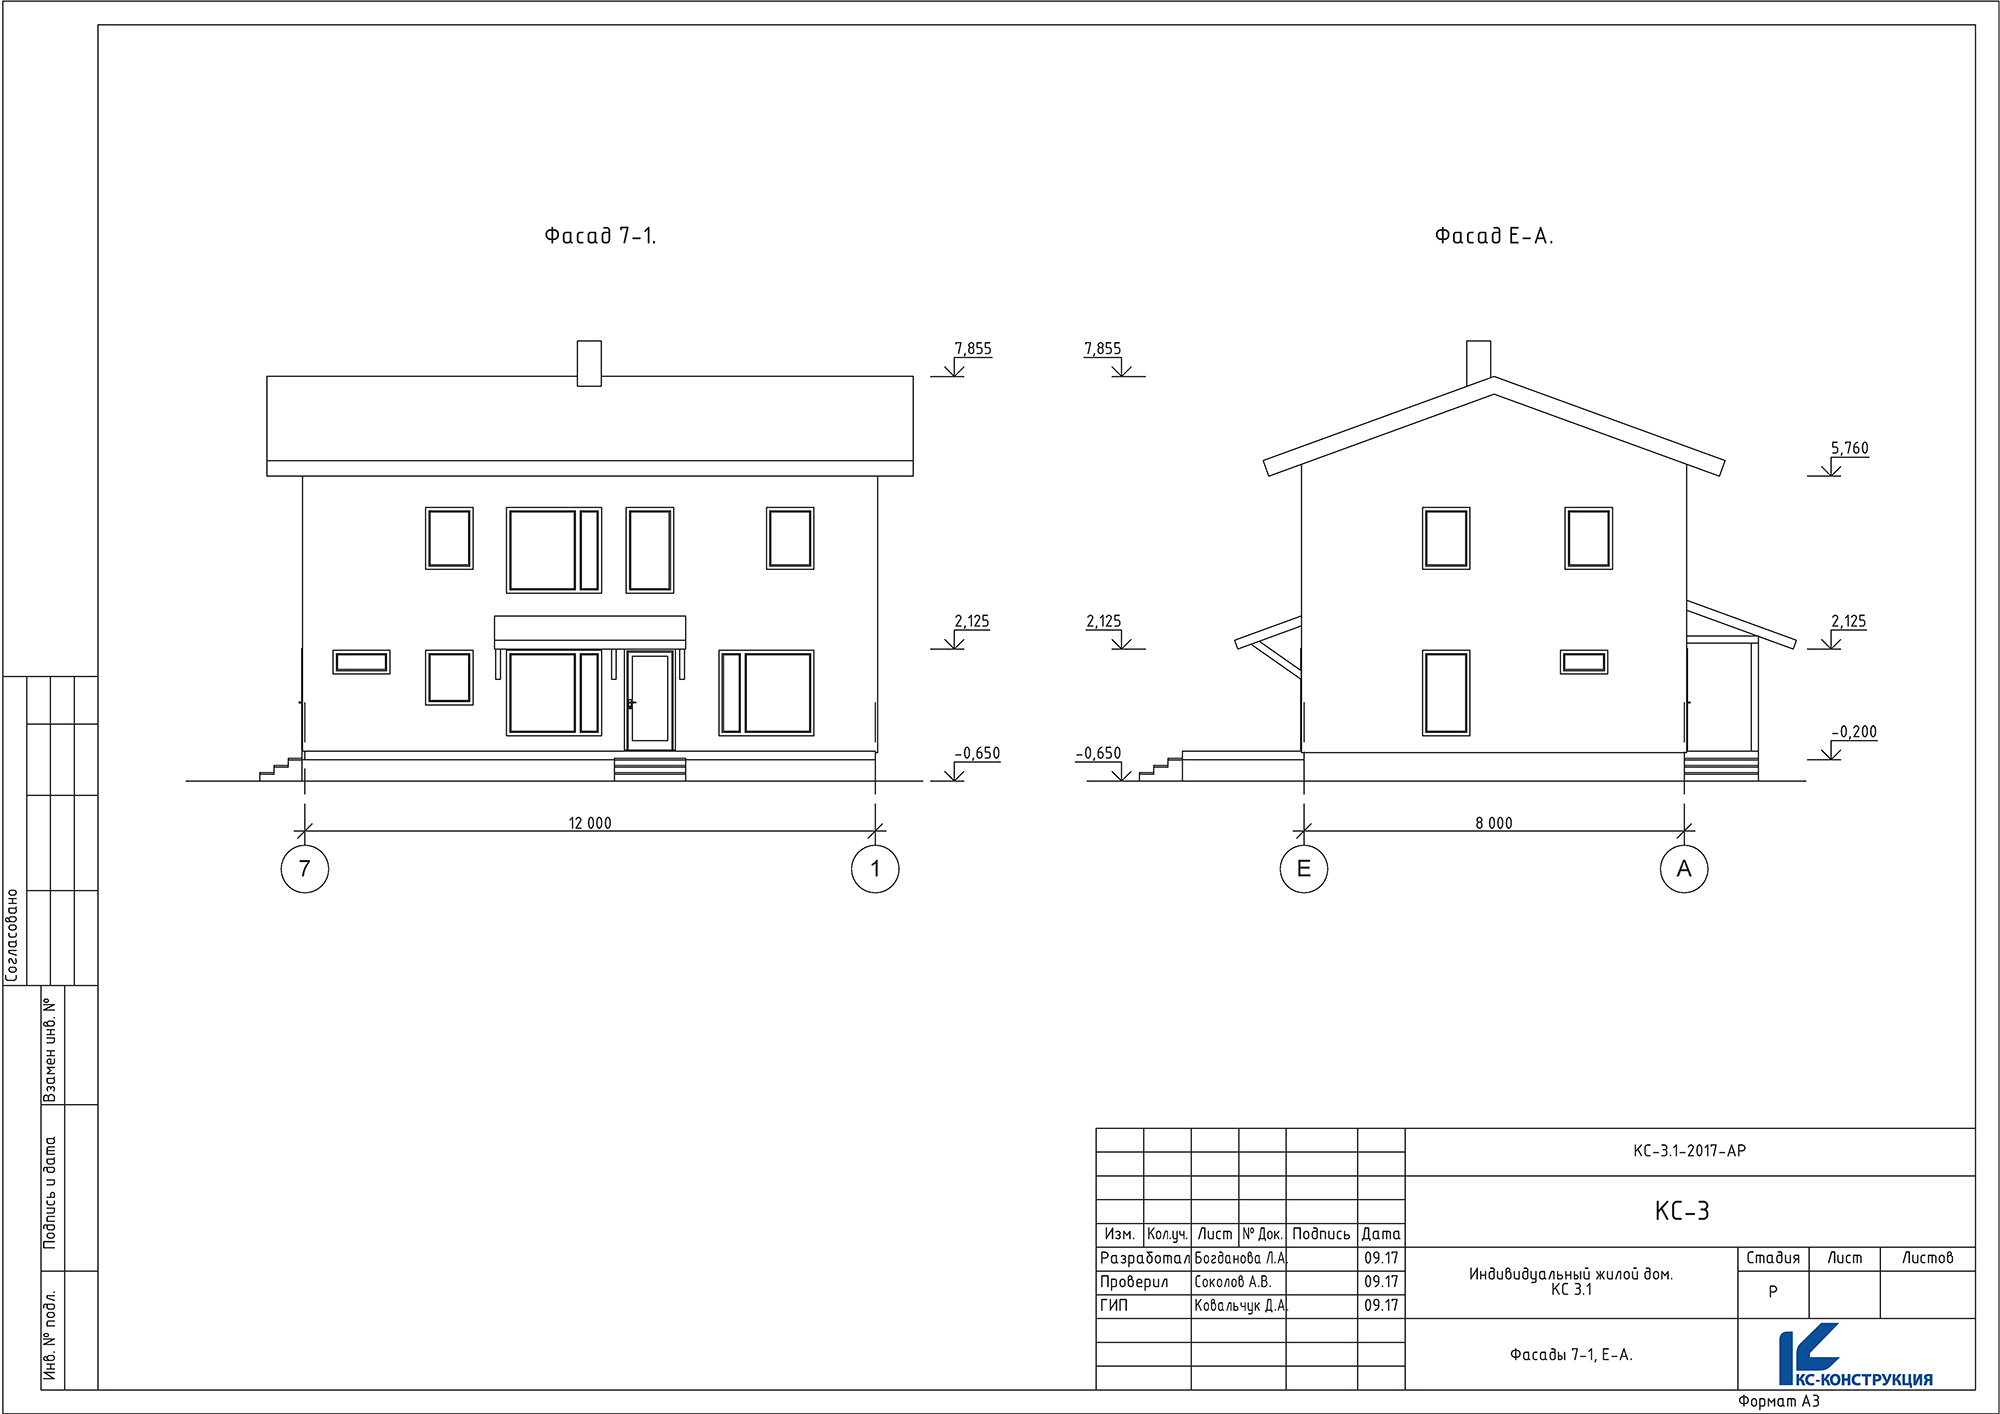 Фасад 7-1.
Фасад Е-А.
7,855
7,855
5,760
2,125
2,125
2,125
-0,650
-0,650
-0,200
12 000
8 000
7
1
Е
А
Согласовано
Взамен инв. №
Подпись и дата
Инв. № подл.
КС-3.1-2017-АР
КС-3
Изм. Кол.уч. Лист № Док. Подпись Дата
Разработал Богданова Л.А. 09.17
Проверил Соколов А.В. 09.17
ГИП Ковальчук Д.А. 09.17
Индивидуальный жилой дом.
КС 3.1
Стадия Лист Листов
Р
Фасады 7-1, Е-А.
КС-КОНСТРУКЦИЯ
Формат А3